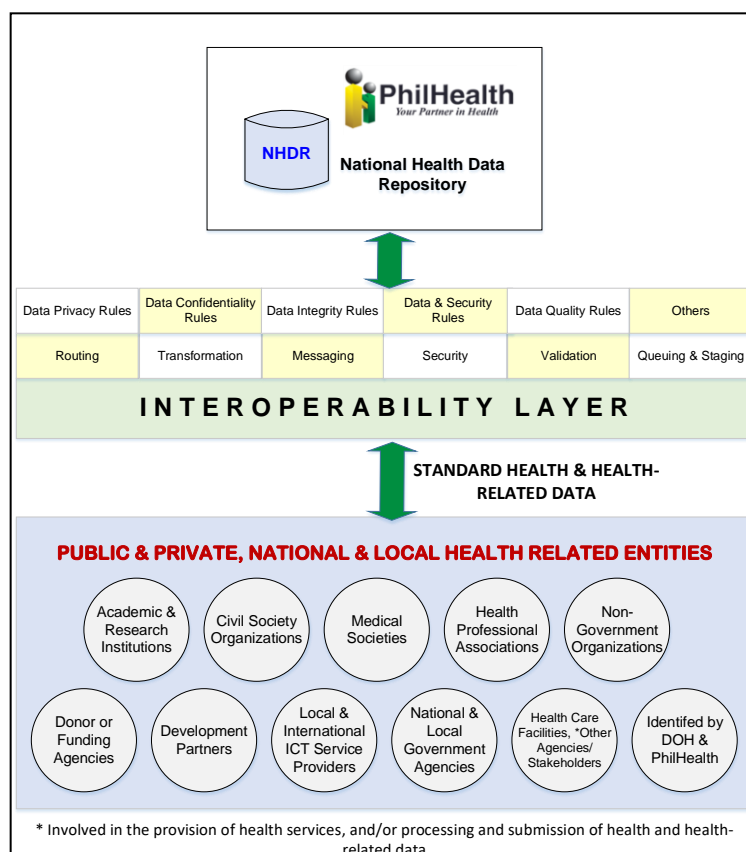 PhilHealth
Your Partner in Health
NHDR
National Health Data
Repository
Data Privacy Rules
Data Confidentiality
Rules
Data Integrity Rules
Data & Security
Rules
Data Quality Rules
Others
Routing
Transformation
Messaging
Security
Validation
Queuing & Staging
INTEROPERABILITY LAYER
STANDARD HEALTH & HEALTH-
RELATED DATA
PUBLIC & PRIVATE, NATIONAL & LOCAL HEALTH RELATED ENTITIES
Academic &
Research
Institutions
Civil Society
Organizations
Medical
Societies
Health
Professional
Associations
Non-
Government
Organizations
Donor or
Funding
Agencies
Development
Partners
Local &
International
ICT Service
Providers
National &
Local
Government
Agencies
Health Care
Facilities, *Other
Agencies/
Stakeholders
Identifed by
DOH &
PhilHealth
* Involved in the provision of health services, and/or processing and submission of health and health-
related data